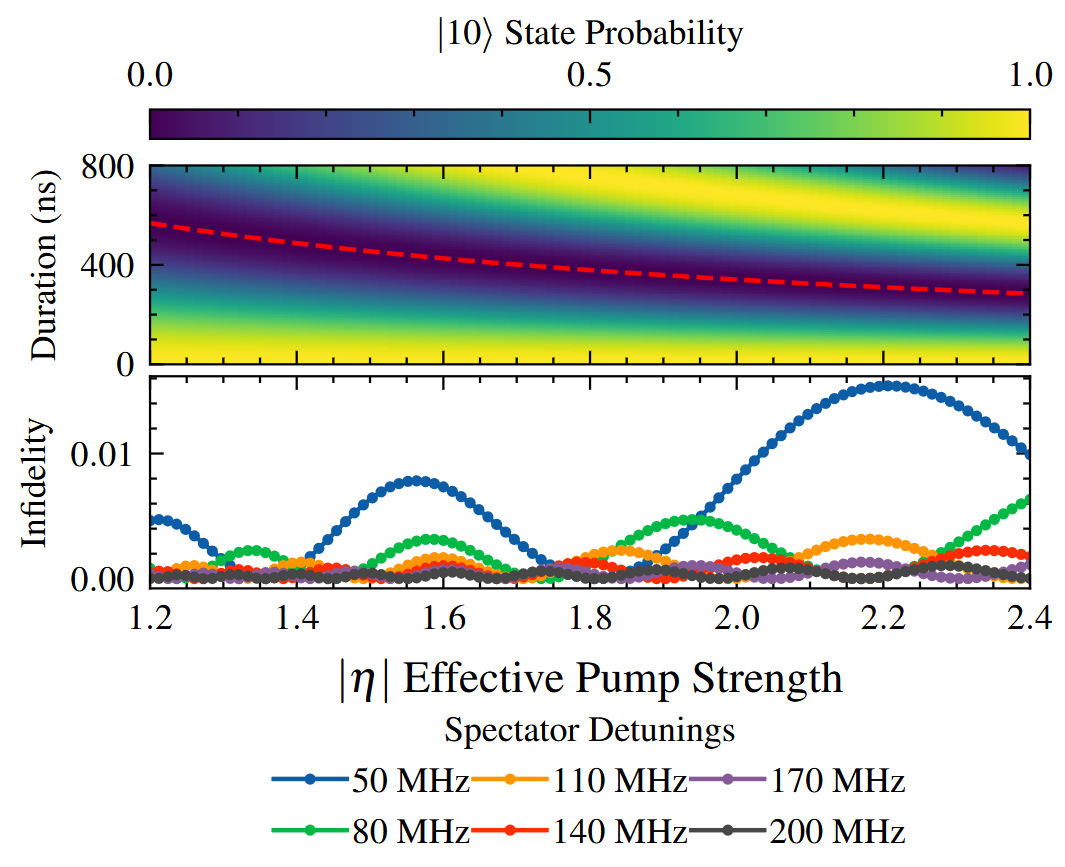 |10⟩ State Probability
0.0 0.5 1.0
800
400
0
Duration (ns)
0.01
0.00
Infidelity
1.2 1.4 1.6 1.8 2.0 2.2 2.4
|η| Effective Pump Strength
Spectator Detunings
50 MHz 110 MHz 170 MHz
80 MHz 140 MHz 200 MHz